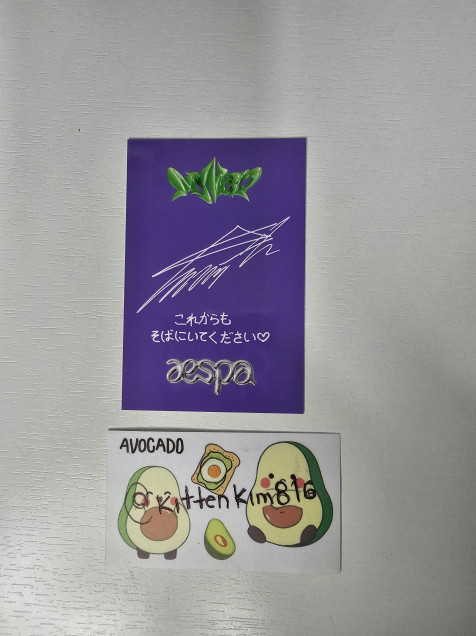 これからも
そばにいてください♡
aespa
AVOCADO
@kittenkim816